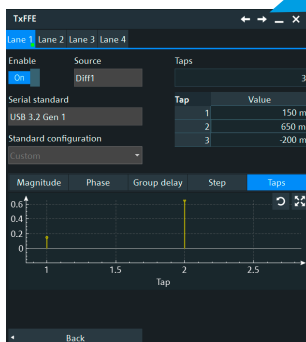 TxFFE
Lane 1 Lane 2 Lane 3 Lane 4
Enable Source Taps
On Diff1 3
Serial standard
USB 3.2 Gen 1
Tap Value
1 150 m
2 650 m
3 -200 m
Standard configuration
Custom
Magnitude Phase Group delay Step Taps
0.6
0.4
0.2
0
1 1.5 2 2.5
Tap
Back